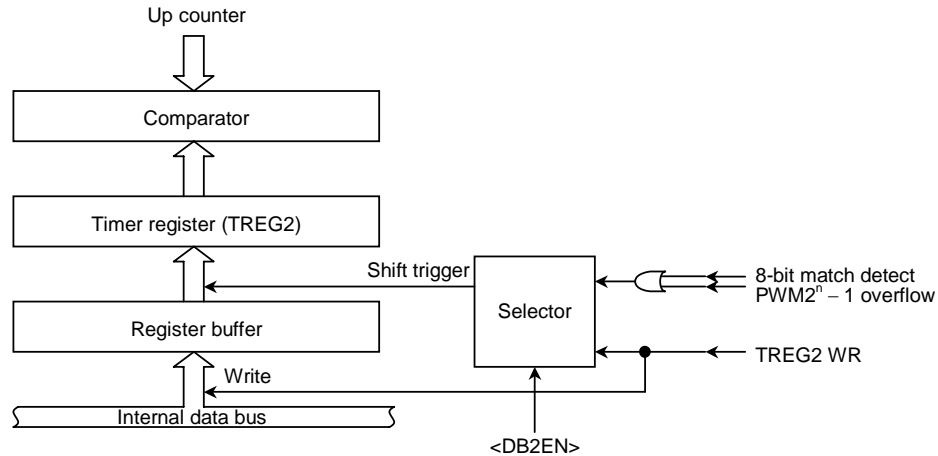 Up counter
Comparator
Timer register (TREG2)
Shift trigger
Selector
8-bit match detect
PWM2ⁿ – 1 overflow
Register buffer
TREG2 WR
Write
Internal data bus
<DB2EN>